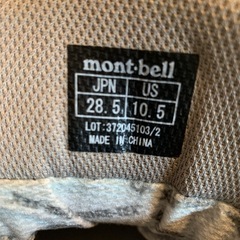 mont·bell
JPN US
28.5 10.5
LOT:372045103/2
MADE IN:CHINA